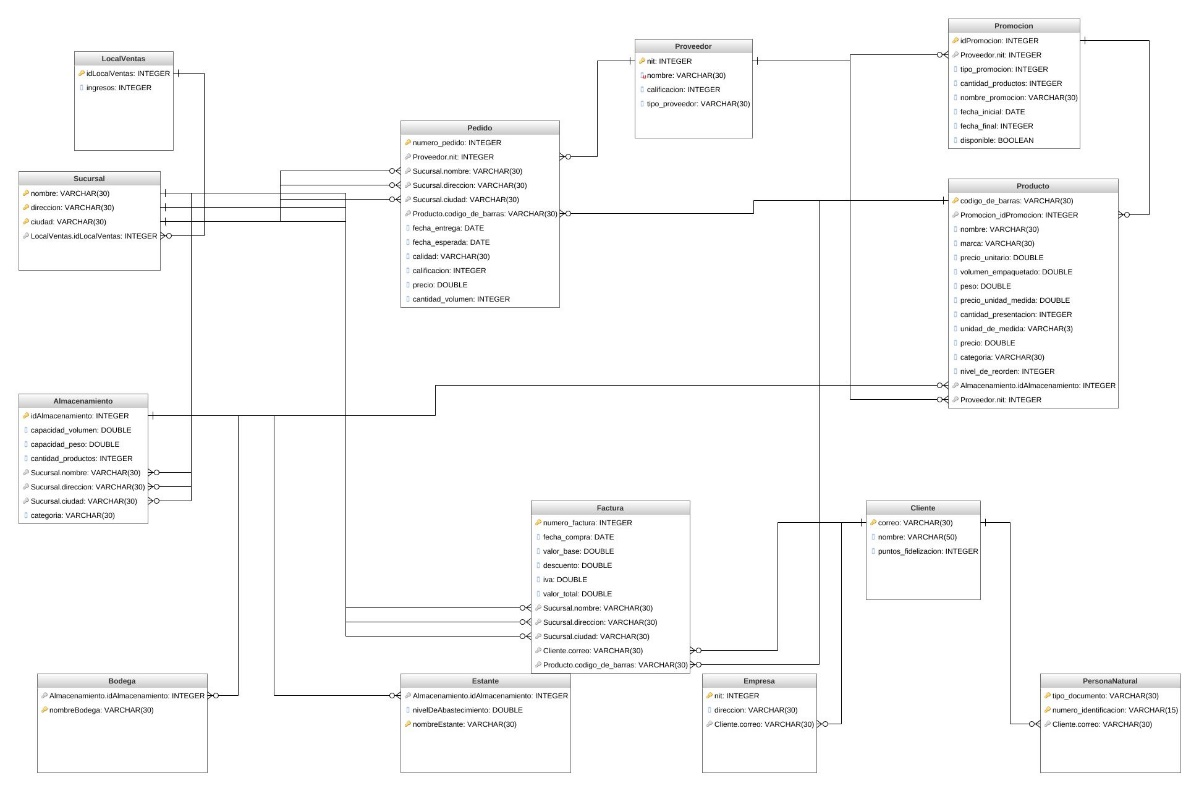 LocalVentas
idLocalVentas: INTEGER
ingresos: INTEGER
Sucursal
nombre: VARCHAR(30)
direccion: VARCHAR(30)
ciudad: VARCHAR(30)
LocalVentas.idLocalVentas: INTEGER
Pedido
numero_pedido: INTEGER
Proveedor.nit: INTEGER
Sucursal.nombre: VARCHAR(30)
Sucursal.direccion: VARCHAR(30)
Sucursal.ciudad: VARCHAR(30)
Producto.codigo_de_barras: VARCHAR(30)
fecha_entrega: DATE
fecha_esperada: DATE
calidad: VARCHAR(30)
calificacion: INTEGER
precio: DOUBLE
cantidad_volumen: INTEGER
Proveedor
nit: INTEGER
nombre: VARCHAR(30)
calificacion: INTEGER
tipo_proveedor: VARCHAR(30)
Promocion
idPromocion: INTEGER
Proveedor.nit: INTEGER
tipo_promocion: INTEGER
cantidad_productos: INTEGER
nombre_promocion: VARCHAR(30)
fecha_inicial: DATE
fecha_final: INTEGER
disponible: BOOLEAN
Producto
codigo_de_barras: VARCHAR(30)
Promocion_idPromocion: INTEGER
nombre: VARCHAR(30)
marca: VARCHAR(30)
precio_unitario: DOUBLE
volumen_empaquetado: DOUBLE
peso: DOUBLE
precio_unidad_medida: DOUBLE
cantidad_presentacion: INTEGER
unidad_de_medida: VARCHAR(3)
precio: DOUBLE
categoria: VARCHAR(30)
nivel_de_reorden: INTEGER
Almacenamiento.idAlmacenamiento: INTEGER
Proveedor.nit: INTEGER
Almacenamiento
idAlmacenamiento: INTEGER
capacidad_volumen: DOUBLE
capacidad_peso: DOUBLE
cantidad_productos: INTEGER
Sucursal.nombre: VARCHAR(30)
Sucursal.direccion: VARCHAR(30)
Sucursal.ciudad: VARCHAR(30)
categoria: VARCHAR(30)
Factura
numero_factura: INTEGER
fecha_compra: DATE
valor_base: DOUBLE
descuento: DOUBLE
iva: DOUBLE
valor_total: DOUBLE
Sucursal.nombre: VARCHAR(30)
Sucursal.direccion: VARCHAR(30)
Sucursal.ciudad: VARCHAR(30)
Cliente.correo: VARCHAR(30)
Producto.codigo_de_barras: VARCHAR(30)
Cliente
correo: VARCHAR(30)
nombre: VARCHAR(50)
puntos_fidelizacion: INTEGER
Bodega
Almacenamiento.idAlmacenamiento: INTEGER
nombreBodega: VARCHAR(30)
Estante
Almacenamiento.idAlmacenamiento: INTEGER
nivelDeAbastecimiento: DOUBLE
nombreEstante: VARCHAR(30)
Empresa
nit: INTEGER
direccion: VARCHAR(30)
Cliente.correo: VARCHAR(30)
PersonaNatural
tipo_documento: VARCHAR(30)
numero_identificacion: VARCHAR(15)
Cliente.correo: VARCHAR(30)